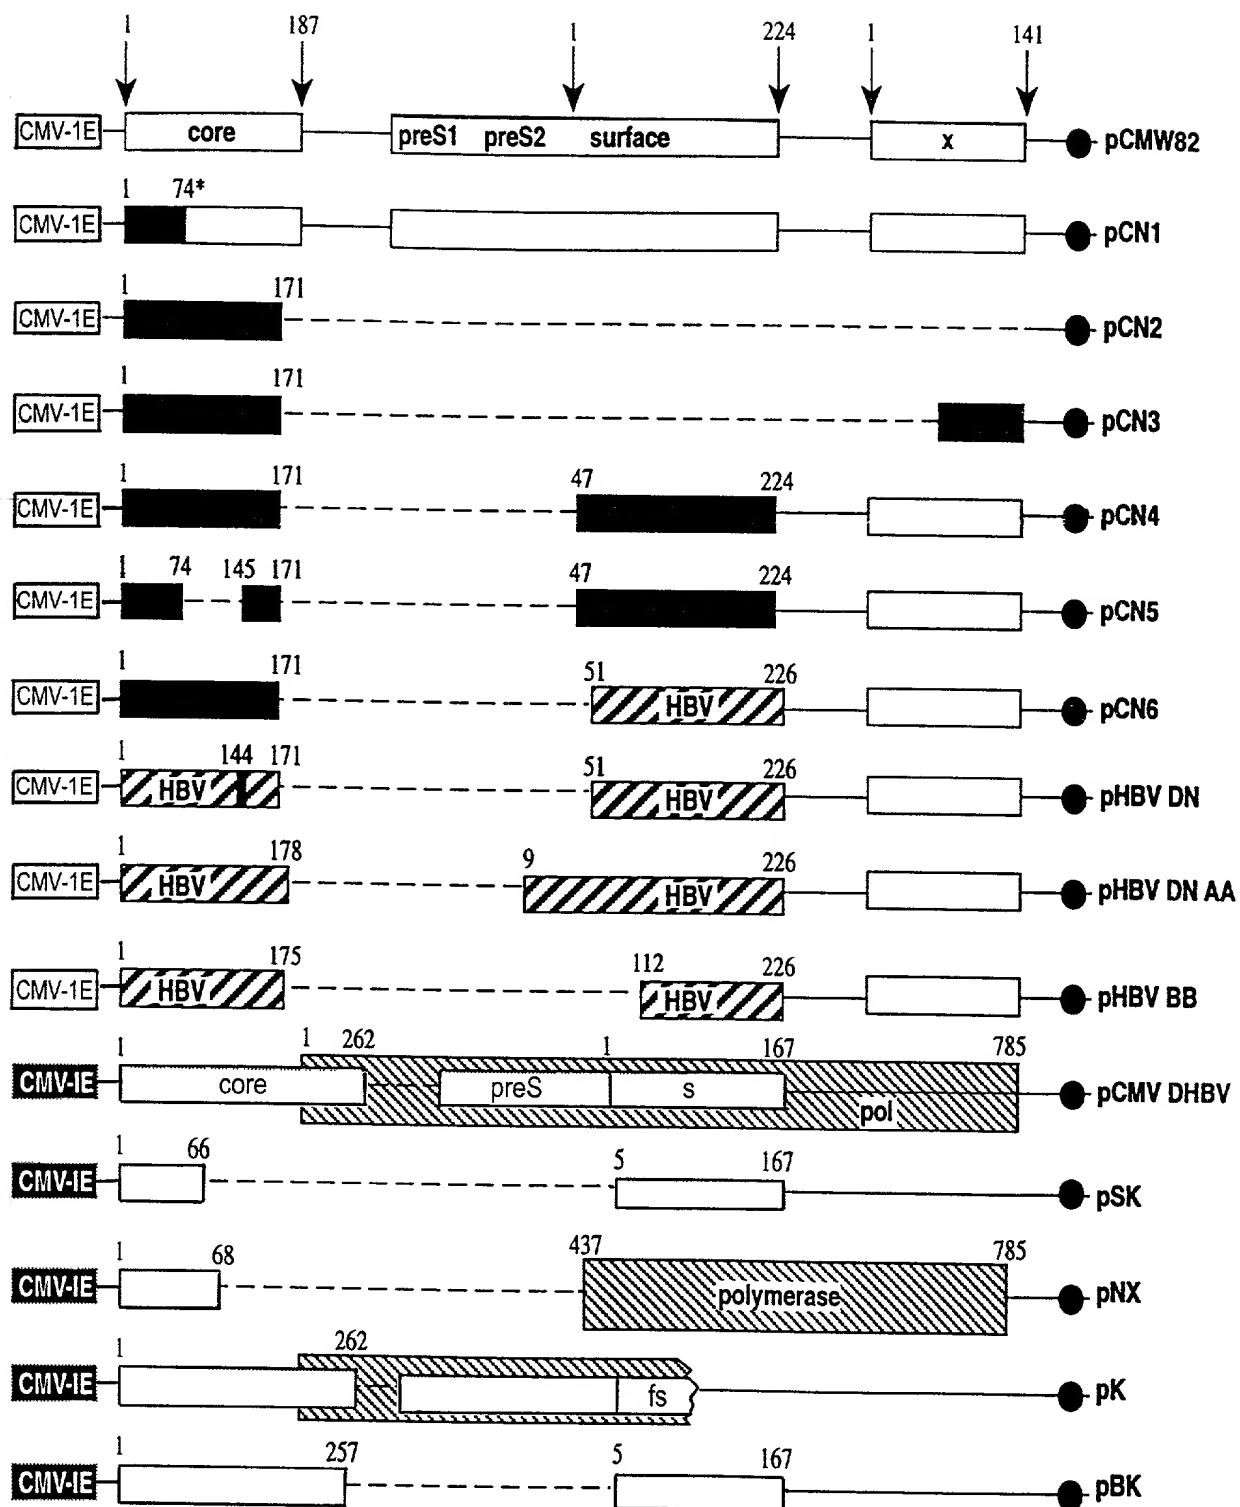 1 187 1 224 1 141
CMV-1E core preS1 preS2 surface x pCMW82
1 74*
CMV-1E pCN1
1 171
CMV-1E pCN2
1 171
CMV-1E pCN3
1 171 47 224
CMV-1E pCN4
1 74 145 171 47 224
CMV-1E pCN5
1 171 51 226
CMV-1E HBV pCN6
1 144 171 51 226
CMV-1E HBV HBV pHBV DN
1 178 9 226
CMV-1E HBV HBV pHBV DN AA
1 175 112 226
CMV-1E HBV HBV pHBV BB
1 1 262 1 167 785
CMV-IE core preS s pol pCMV DHBV
1 66 5 167
CMV-IE pSK
1 68 437 785
CMV-IE polymerase pNX
1 262
CMV-IE fs pK
1 257 5 167
CMV-IE pBK